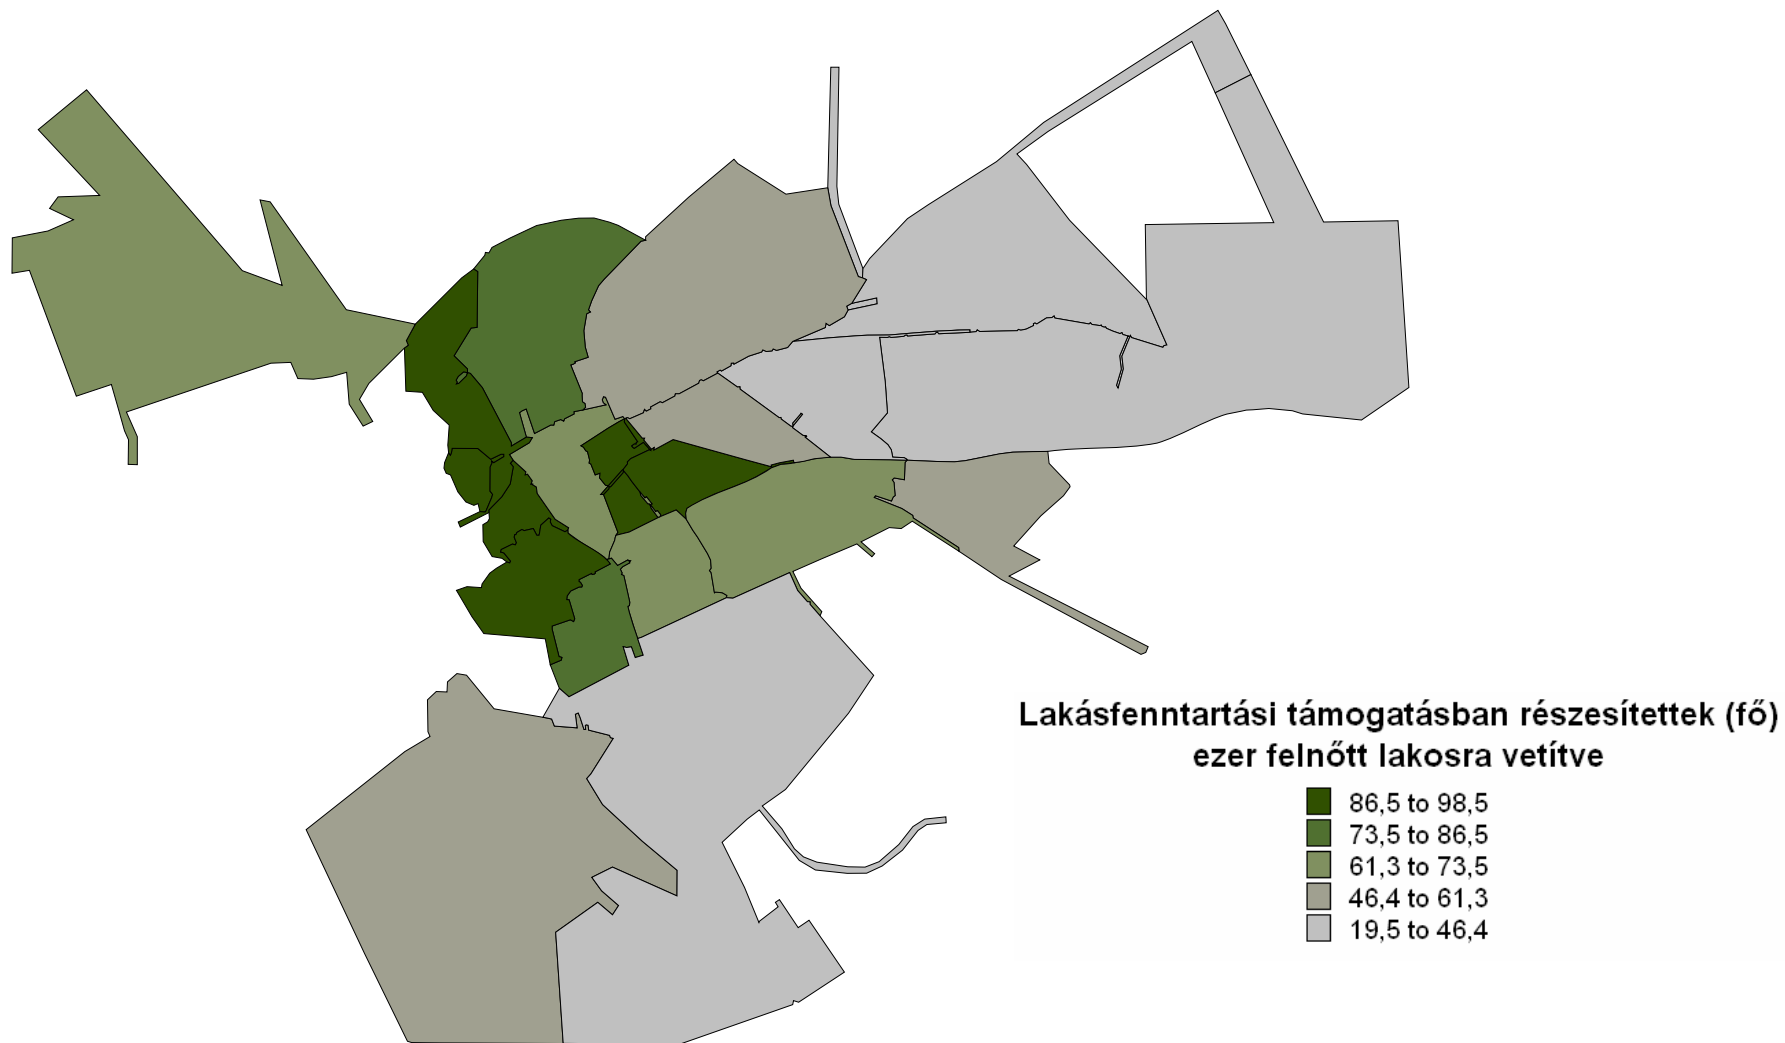 Lakásfenntartási támogatásban részesítettek (fő)
ezer felnőtt lakosra vetítve
86,5 to 98,5
73,5 to 86,5
61,3 to 73,5
46,4 to 61,3
19,5 to 46,4